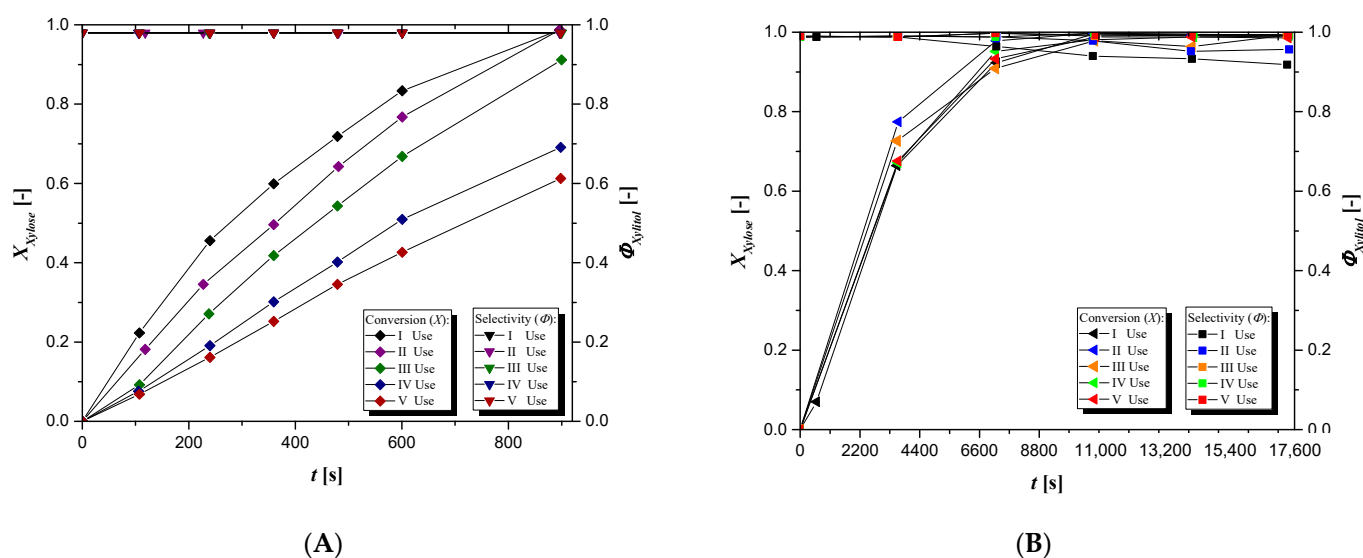 1.0
0.8
0.6
0.4
0.2
0.0
X_Xylose [-]
1.0
0.8
0.6
0.4
0.2
0.0
Φ_Xylitol [-]
0 200 400 600 800
t [s]
Conversion (X):
I Use
II Use
III Use
IV Use
V Use
Selectivity (Φ):
I Use
II Use
III Use
IV Use
V Use
(A)
1.0
0.8
0.6
0.4
0.2
0.0
X_Xylose [-]
1.0
0.8
0.6
0.4
0.2
0.0
Φ_Xylitol [-]
0 2200 4400 6600 8800 11,000 13,200 15,400 17,600
t [s]
Conversion (X):
I Use
II Use
III Use
IV Use
V Use
Selectivity (Φ):
I Use
II Use
III Use
IV Use
V Use
(B)